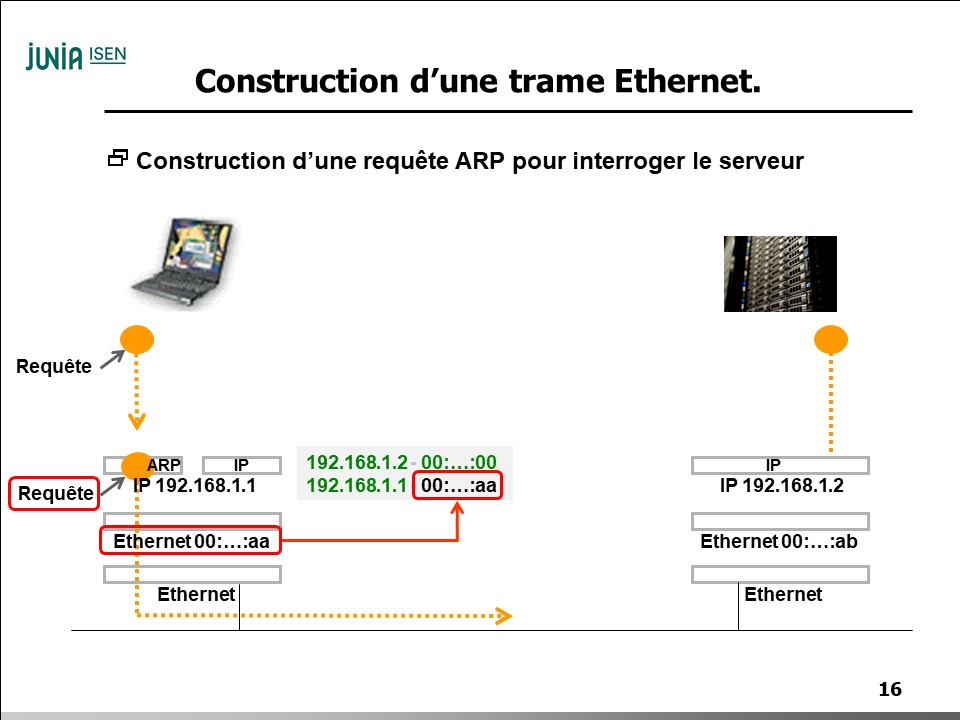 JUNIA ISEN
Construction d’une trame Ethernet.
Construction d’une requête ARP pour interroger le serveur
Requête
ARP
IP
192.168.1.2 - 00:…:00
IP
Requête
IP 192.168.1.1
192.168.1.1 00:…:aa
IP 192.168.1.2
Ethernet 00:…:aa
Ethernet 00:…:ab
Ethernet
Ethernet
16